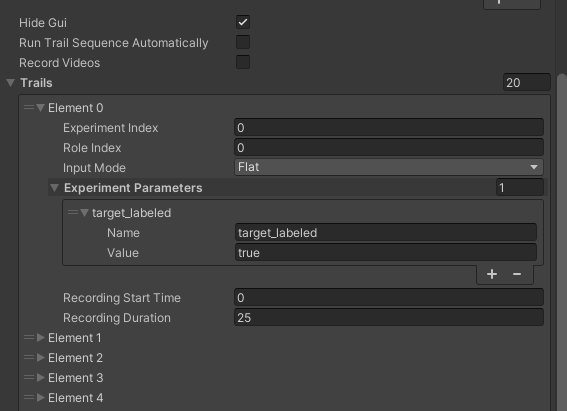 Hide Gui
Run Trail Sequence Automatically
Record Videos
Trails 20
Element 0
Experiment Index 0
Role Index 0
Input Mode Flat
Experiment Parameters 1
target_labeled
Name target_labeled
Value true
Recording Start Time 0
Recording Duration 25
Element 1
Element 2
Element 3
Element 4